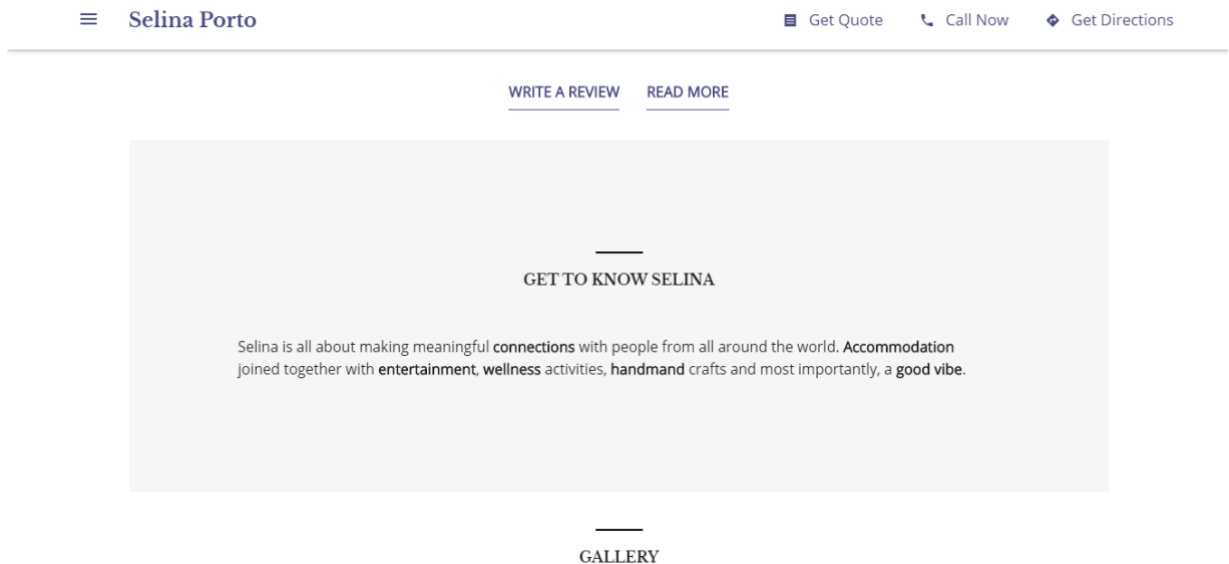 Selina Porto
Get Quote
Call Now
Get Directions
WRITE A REVIEW
READ MORE
GET TO KNOW SELINA
Selina is all about making meaningful connections with people from all around the world. Accommodation
joined together with entertainment, wellness activities, handmand crafts and most importantly, a good vibe.
GALLERY